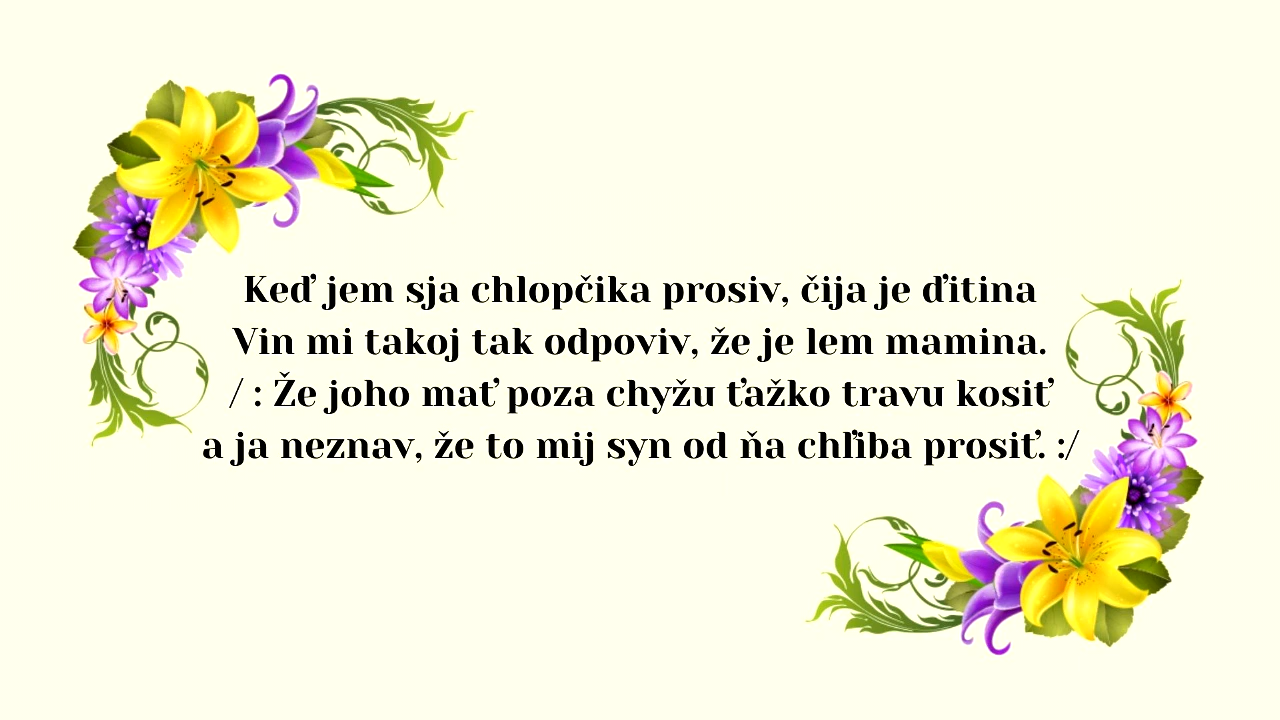 Keď jem sja chlopčika prosiv, čija je ďitina
Vin mi takoj tak odpoviv, že je lem mamina.
/ : Že joho mať poza chyžu ťažko travu kosiť
a ja neznav, že to mij syn od ňa chľiba prosiť. :/